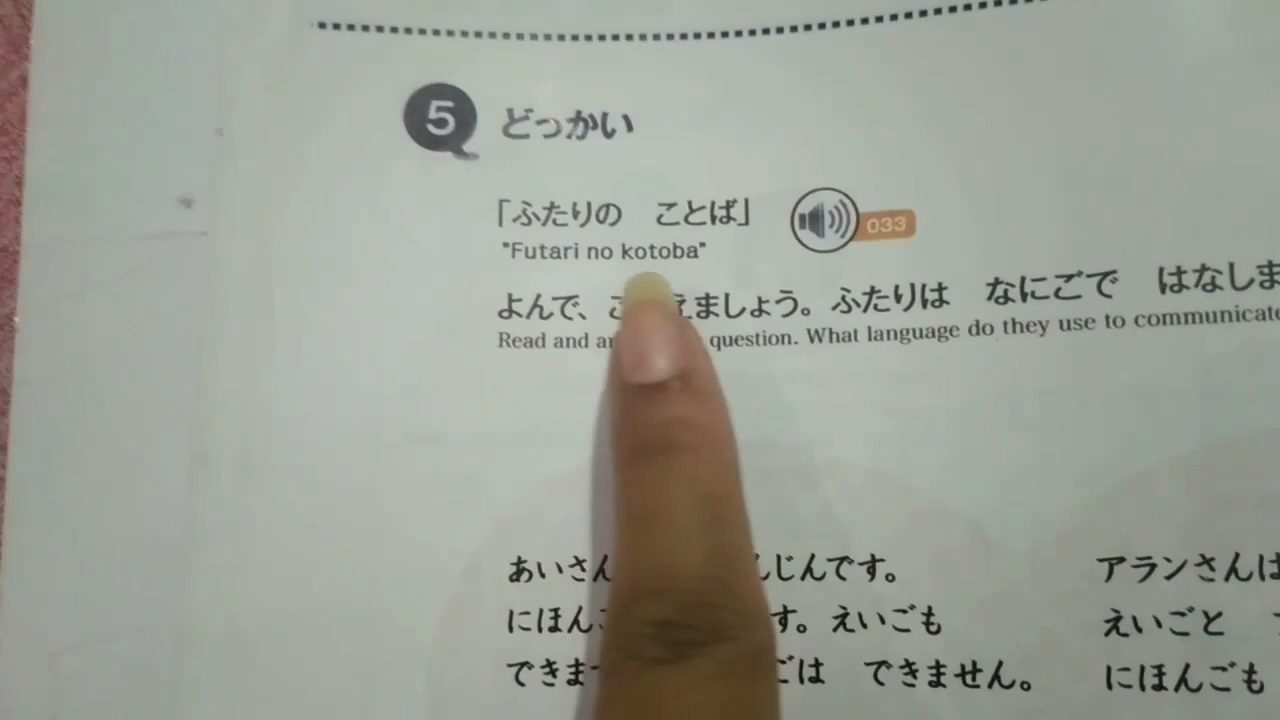 5 どっかい
「ふたりの ことば」 033
"Futari no kotoba"
よんで、 えましょう。ふたりは なにごで はなしま
Read and question. What language do they use to communicate
あいさん じんです。 アランさんは
にほん す。えいごも えいごと
できま は できません。 にほんごも